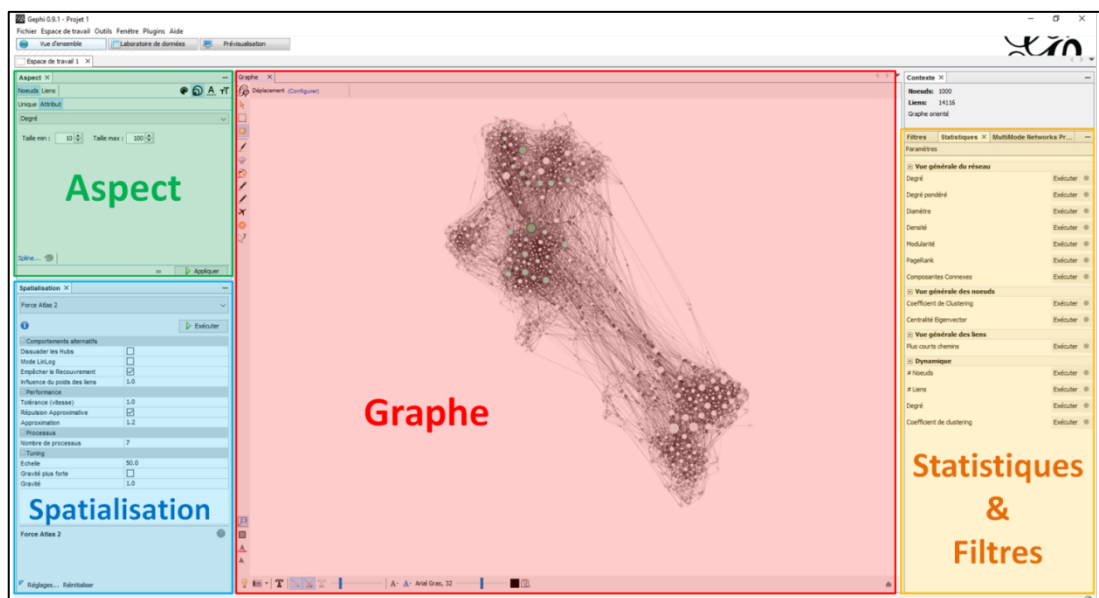 Gephi 0.9.1 - Projet 1
Fichier Espace de travail Outils Fenêtre Plugins Aide
Vue d'ensemble Laboratoire de données Prévisualisation
Espace de travail 1
Aspect
Noeuds Liens
Unique Attribut
Degré
Taille min : 10 Taille max : 100
Aspect
Spline...
Appliquer
Spatialisation
Force Atlas 2
Exécuter
Comportements alternatifs
Dissuader les Hubs
Mode LinLog
Empêcher le Recouvrement
Influence du poids des liens 1.0
Performance
Tolérance (vitesse) 1.0
Répulsion Approximative
Approximation 1.2
Processus
Nombre de processus 7
Tuning
Echelle 50.0
Gravité plus forte
Gravité 1.0
Spatialisation
Force Atlas 2
Réglages... Réinitialiser
Graphe
Déplacement (Configurer)
Graphe
Arial Gras, 32
Contexte
Noeuds: 1000
Liens: 14116
Graphe orienté
Filtres Statistiques MultiMode Networks Pr...
Paramètres
Vue générale du réseau
Degré Exécuter
Degré pondéré Exécuter
Diamètre Exécuter
Densité Exécuter
Modularité Exécuter
PageRank Exécuter
Composantes Connexes Exécuter
Vue générale des noeuds
Coefficient de Clustering Exécuter
Centralité Eigenvector Exécuter
Vue générale des liens
Plus courts chemins Exécuter
Dynamique
# Noeuds Exécuter
# Liens Exécuter
Degré Exécuter
Coefficient de clustering Exécuter
Statistiques
&
Filtres